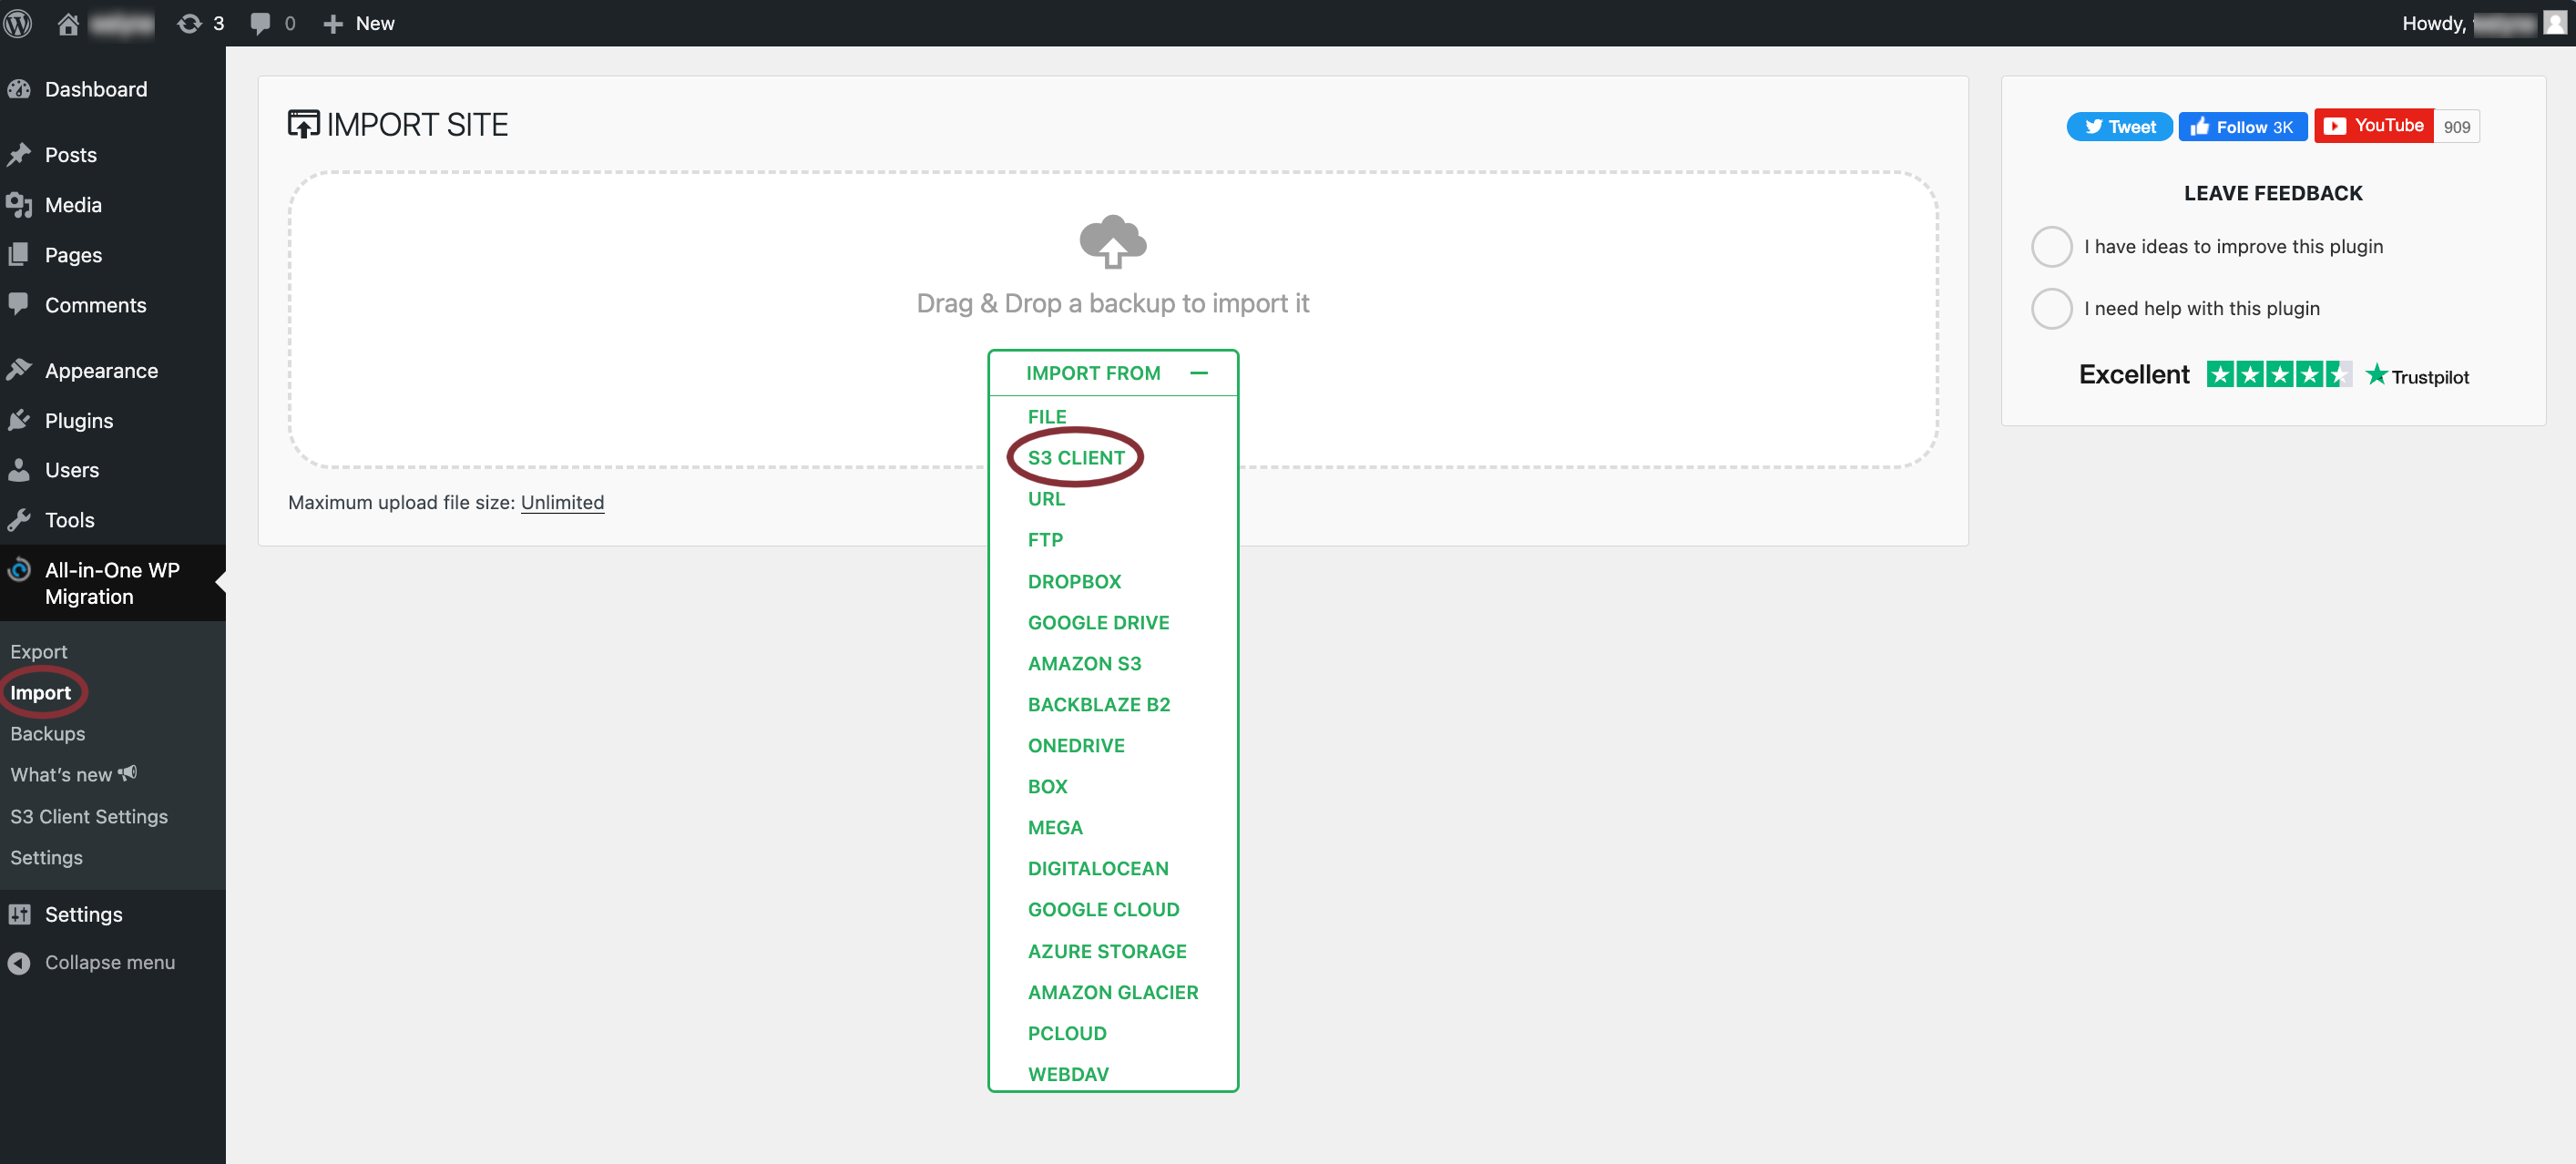 3
0
New
Howdy,
Dashboard
Posts
Media
Pages
Comments
Appearance
Plugins
Users
Tools
All-in-One WP
Migration
Export
Import
Backups
What's new
S3 Client Settings
Settings
Settings
Collapse menu
IMPORT SITE
Drag & Drop a backup to import it
IMPORT FROM
FILE
S3 CLIENT
URL
FTP
DROPBOX
GOOGLE DRIVE
AMAZON S3
BACKBLAZE B2
ONEDRIVE
BOX
MEGA
DIGITALOCEAN
GOOGLE CLOUD
AZURE STORAGE
AMAZON GLACIER
PCLOUD
WEBDAV
Maximum upload file size: Unlimited
Tweet
Follow 3K
YouTube 909
LEAVE FEEDBACK
I have ideas to improve this plugin
I need help with this plugin
Excellent Trustpilot